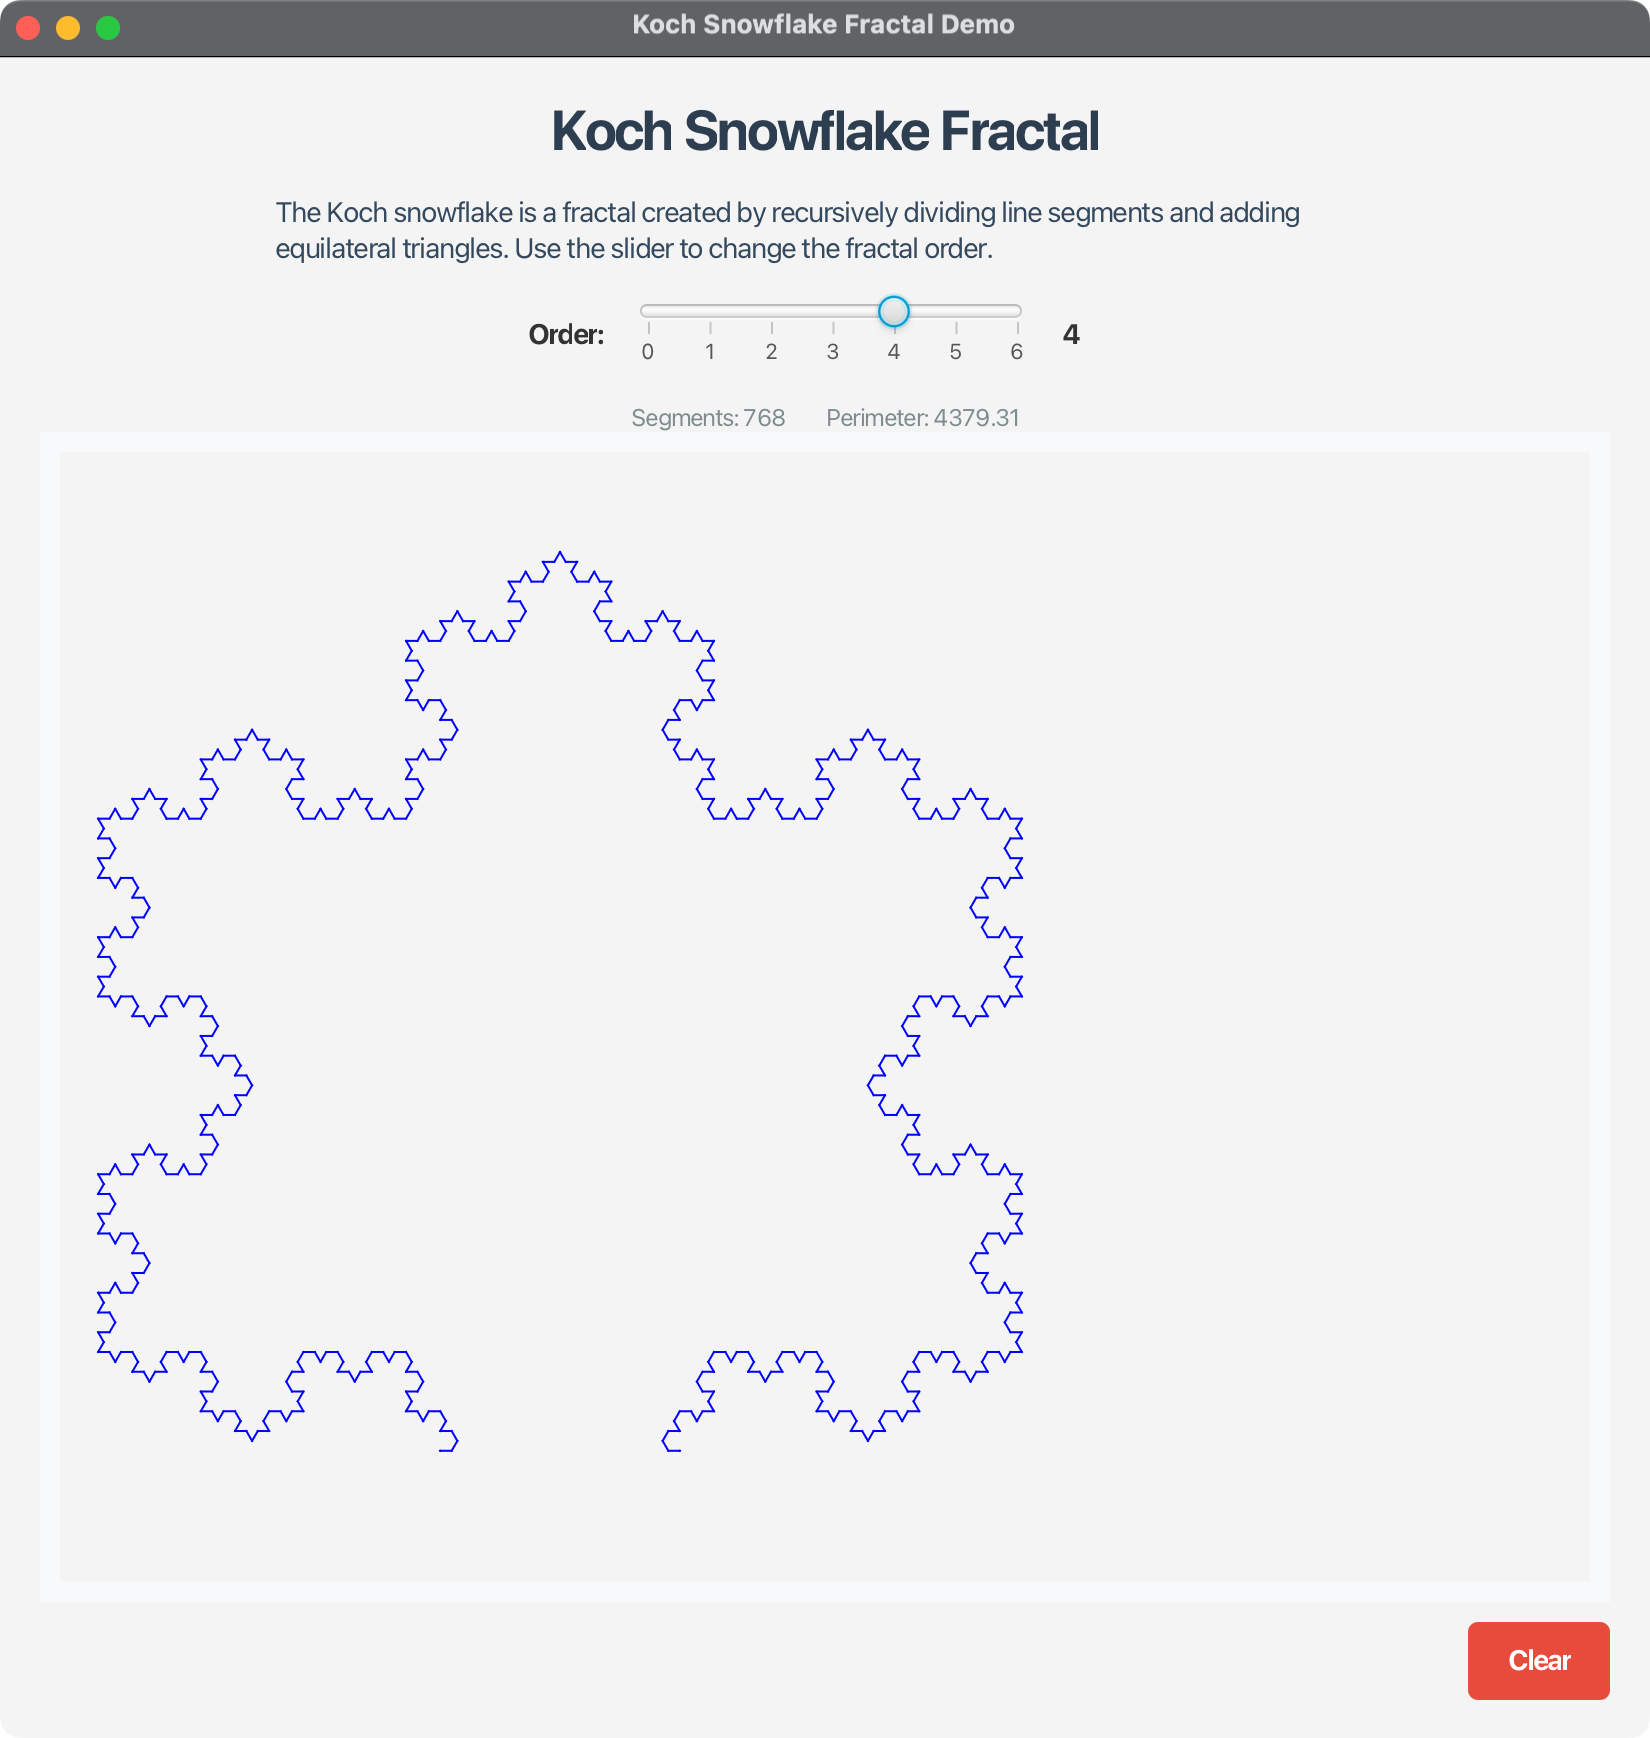 Koch Snowflake Fractal Demo
Koch Snowflake Fractal
The Koch snowflake is a fractal created by recursively dividing line segments and adding
equilateral triangles. Use the slider to change the fractal order.
Order: 0 1 2 3 4 5 6 4
Segments: 768 Perimeter: 4379.31
Clear